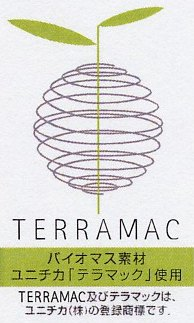 TERRAMAC
バイオマス素材
ユニチカ「テラマック」使用
TERRAMAC及びテラマックは、
ユニチカ(株)の登録商標です.